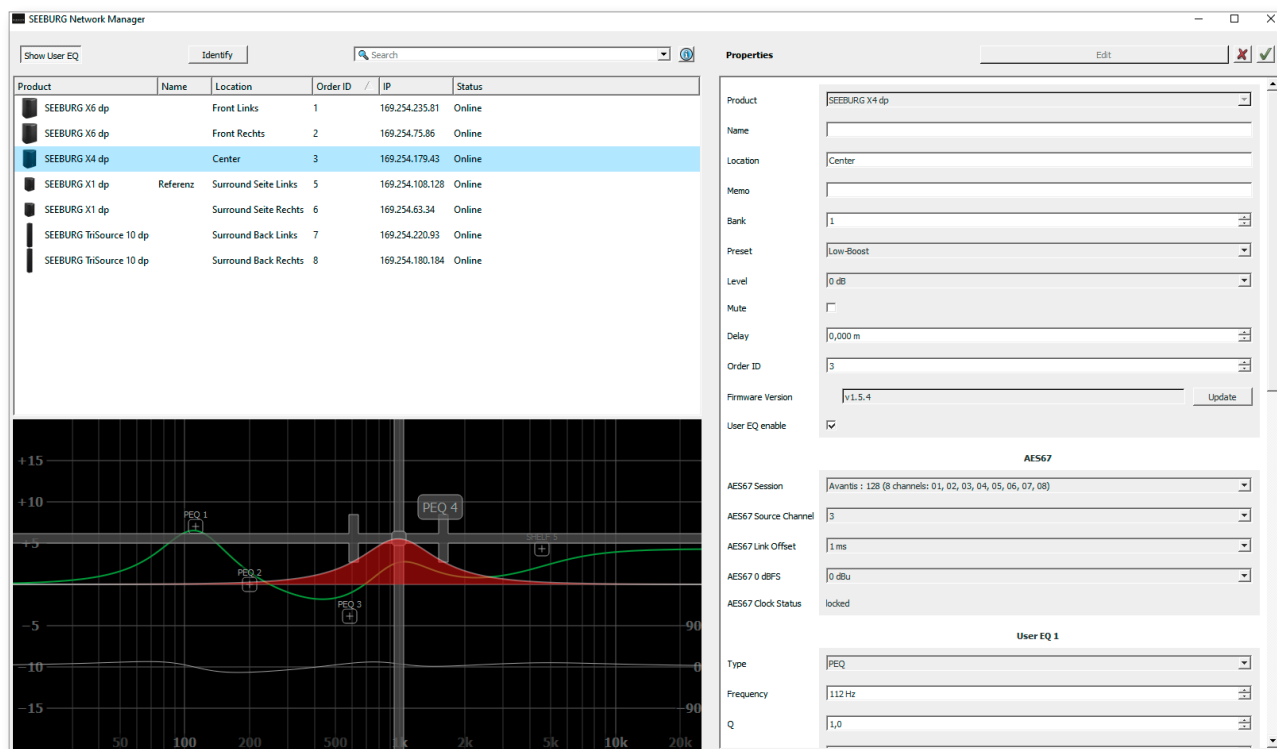 SEEBURG Network Manager
Show User EQ Identify Search
Product Name Location Order ID IP Status
SEEBURG X6 dp Front Links 1 169.254.235.81 Online
SEEBURG X6 dp Front Rechts 2 169.254.75.86 Online
SEEBURG X4 dp Center 3 169.254.179.43 Online
SEEBURG X1 dp Referenz Surround Seite Links 5 169.254.108.128 Online
SEEBURG X1 dp Surround Seite Rechts 6 169.254.63.34 Online
SEEBURG TriSource 10 dp Surround Back Links 7 169.254.220.93 Online
SEEBURG TriSource 10 dp Surround Back Rechts 8 169.254.180.184 Online
+15
+10
PEQ 1
PEQ 4
+5
SHELF 5
PEQ 2
PEQ 3
−5 −90
−10 0
−15 −90
50 100 200 500 1k 2k 5k 10k 20k
Properties Edit
Product SEEBURG X4 dp
Name
Location Center
Memo
Bank 1
Preset Low-Boost
Level 0 dB
Mute
Delay 0,000 m
Order ID 3
Firmware Version v1.5.4 Update
User EQ enable
AES67
AES67 Session Avantis : 128 (8 channels: 01, 02, 03, 04, 05, 06, 07, 08)
AES67 Source Channel 3
AES67 Link Offset 1 ms
AES67 0 dBFS 0 dBu
AES67 Clock Status locked
User EQ 1
Type PEQ
Frequency 112 Hz
Q 1,0